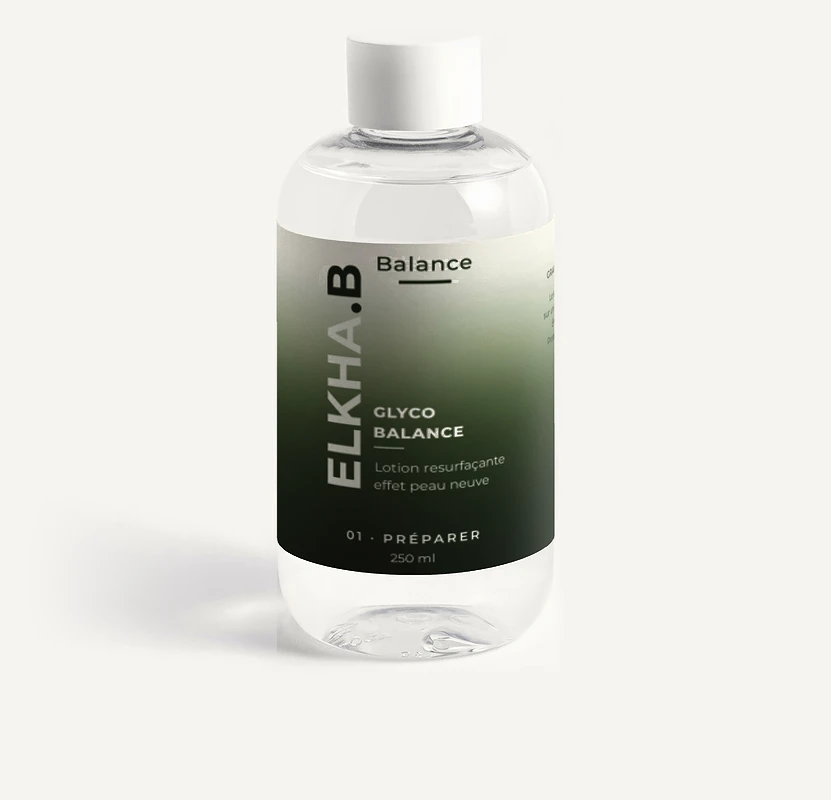 Balance
ELKHA.B
GLYCO
BALANCE
Lotion resurfaçante
effet peau neuve
01 · PRÉPARER
250 ml